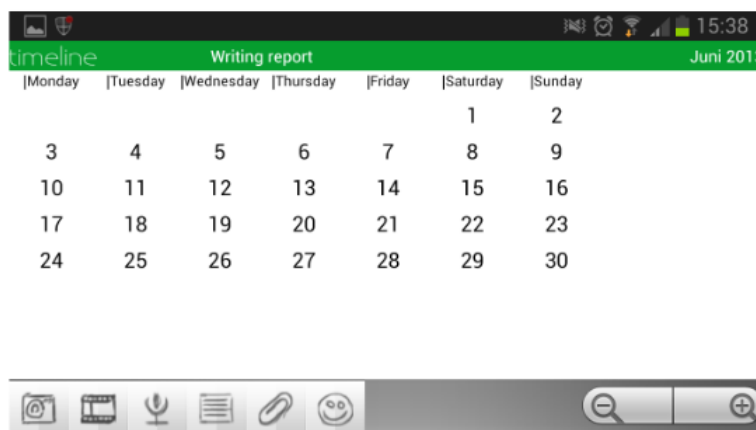 15:38
timeline Writing report Juni 201
|Monday |Tuesday |Wednesday |Thursday |Friday |Saturday |Sunday
1 2
3 4 5 6 7 8 9
10 11 12 13 14 15 16
17 18 19 20 21 22 23
24 25 26 27 28 29 30